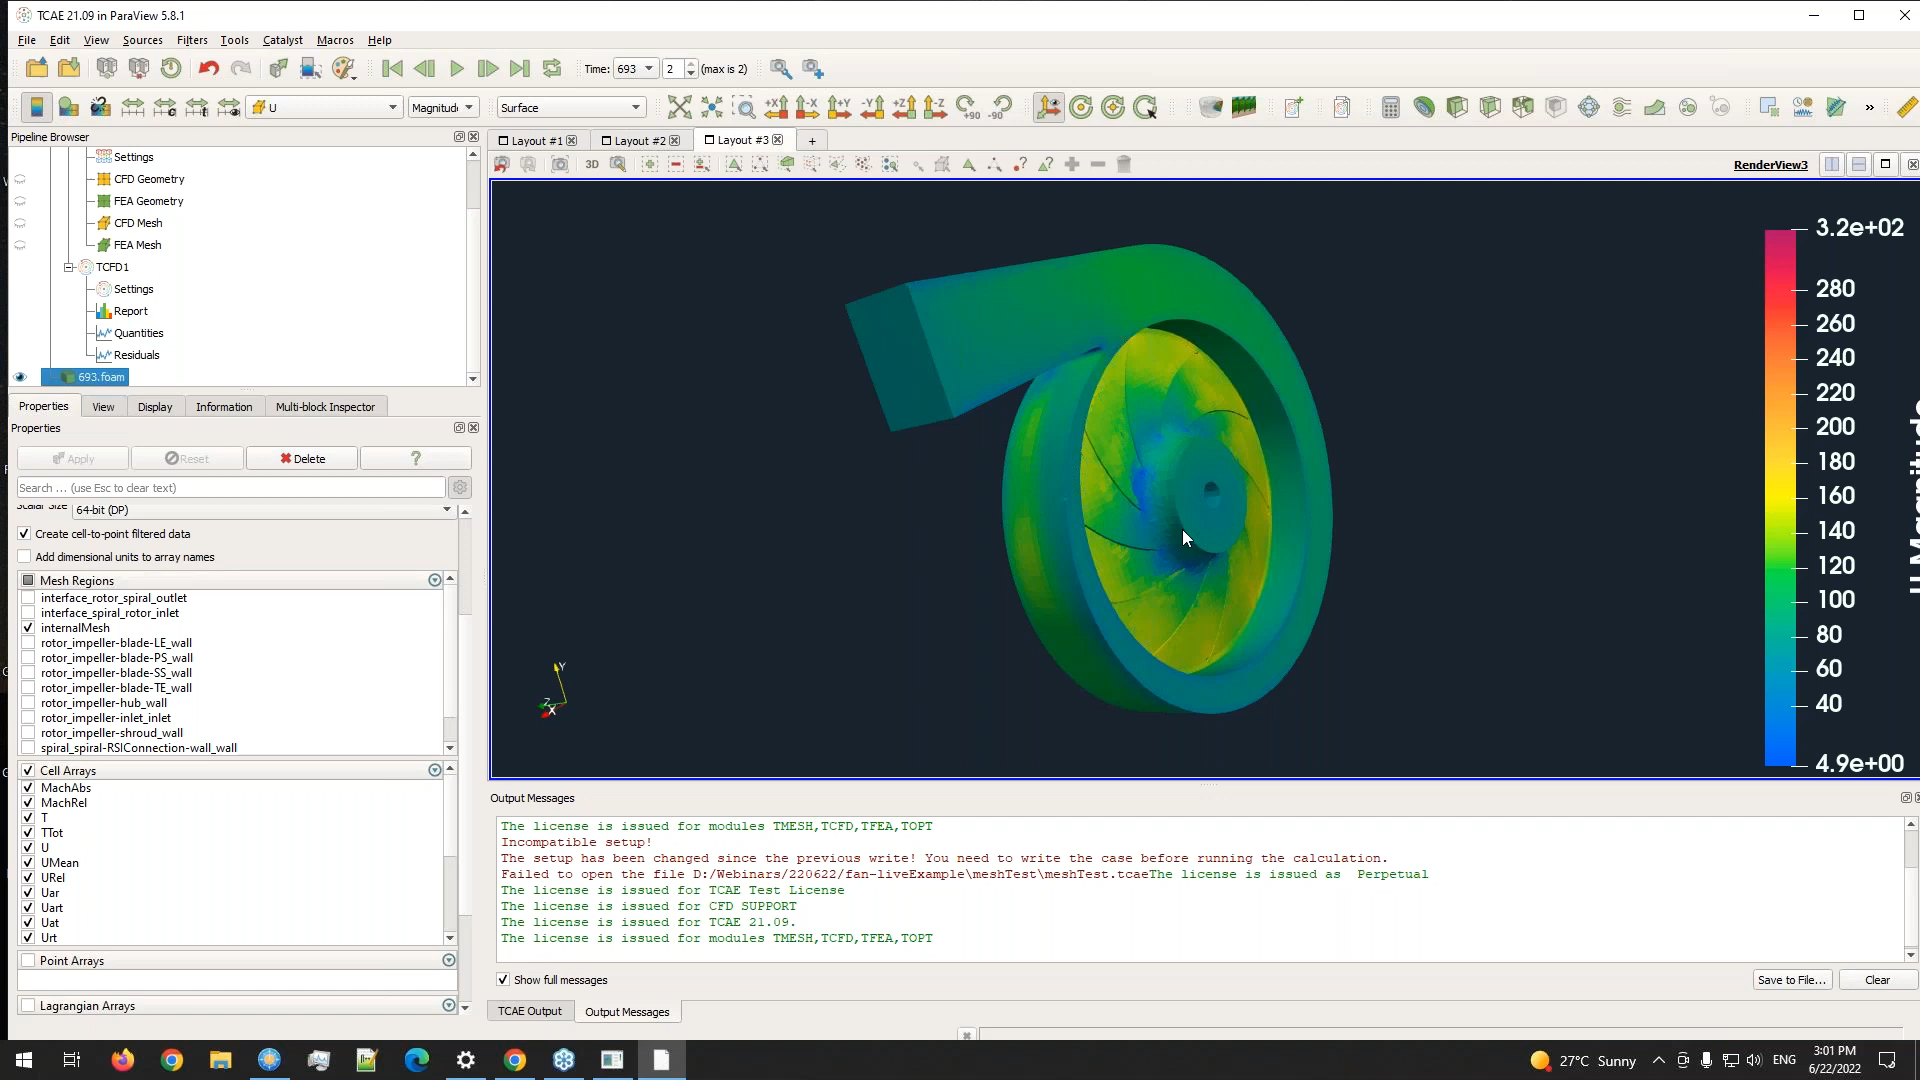 TCAE 21.09 in ParaView 5.8.1
File Edit View Sources Filters Tools Catalyst Macros Help
Time: 693 2 (max is 2)
U Magnitude Surface
+X -X +Y -Y +Z -Z +90 -90
Pipeline Browser
Layout #1 Layout #2 Layout #3 +
3D
RenderView3
Settings
CFD Geometry
FEA Geometry
CFD Mesh
FEA Mesh
TCFD1
Settings
Report
Quantities
Residuals
693.foam
Properties View Display Information Multi-block Inspector
Properties
Apply Reset Delete ?
Search ... (use Esc to clear text)
Scalar Size 64-bit (DP)
Create cell-to-point filtered data
Add dimensional units to array names
Mesh Regions
interface_rotor_spiral_outlet
interface_spiral_rotor_inlet
internalMesh
rotor_impeller-blade-LE_wall
rotor_impeller-blade-PS_wall
rotor_impeller-blade-SS_wall
rotor_impeller-blade-TE_wall
rotor_impeller-hub_wall
rotor_impeller-inlet_inlet
rotor_impeller-shroud_wall
spiral_spiral-RSIConnection-wall_wall
Cell Arrays
MachAbs
MachRel
T
TTot
U
UMean
URel
Uar
Uart
Uat
Urt
Point Arrays
Lagrangian Arrays
3.2e+02
280
260
240
220
200
180
160
140
120
100
80
60
40
4.9e+00
U Magnitude
Y
Z
X
Output Messages
The license is issued for modules TMESH,TCFD,TFEA,TOPT
Incompatible setup!
The setup has been changed since the previous write! You need to write the case before running the calculation.
Failed to open the file D:/Webinars/220622/fan-liveExample\meshTest\meshTest.tcaeThe license is issued as  Perpetual
The license is issued for TCAE Test License
The license is issued for CFD SUPPORT
The license is issued for TCAE 21.09.
The license is issued for modules TMESH,TCFD,TFEA,TOPT
Show full messages
Save to File... Clear
TCAE Output Output Messages
27°C Sunny
ENG
3:01 PM
6/22/2022